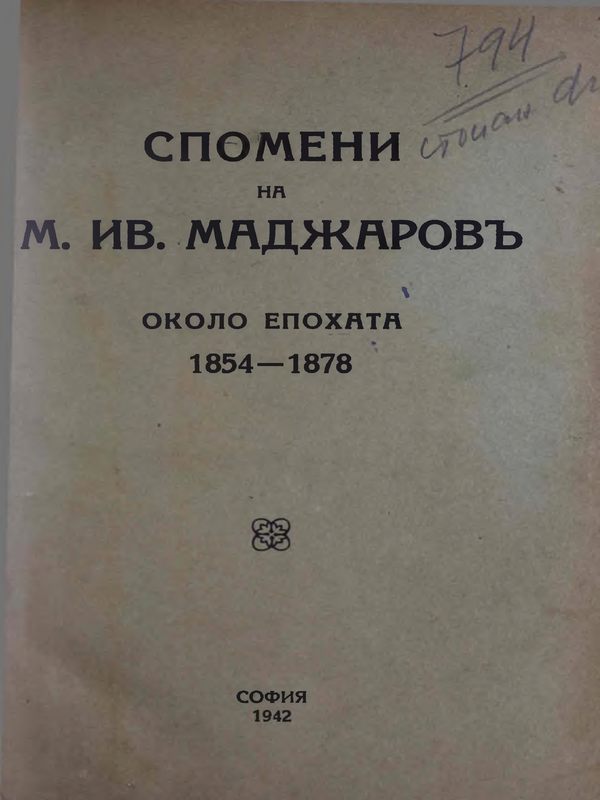 794
СПОМЕНИ
НА
М. ИВ. МАДЖАРОВЪ
ОКОЛО ЕПОХАТА
1854—1878
СОФИЯ
1942